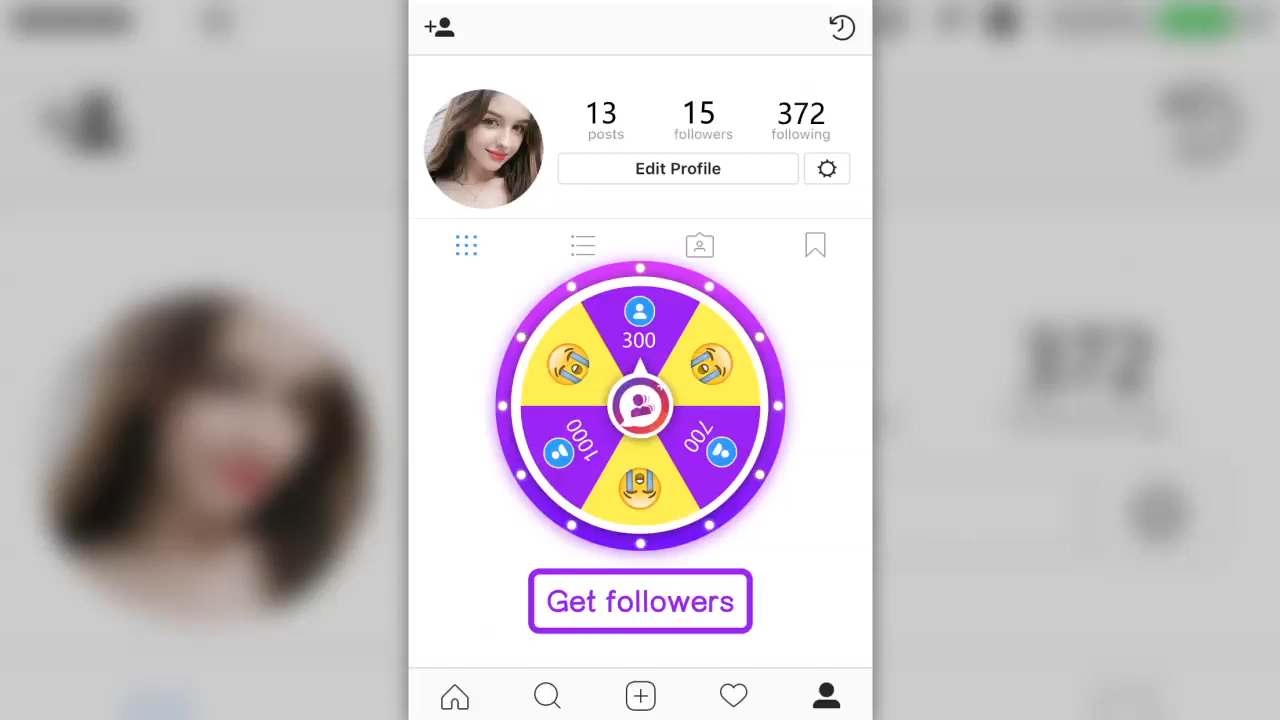 13 15 372
posts followers following
Edit Profile
300
1000 700
Get followers